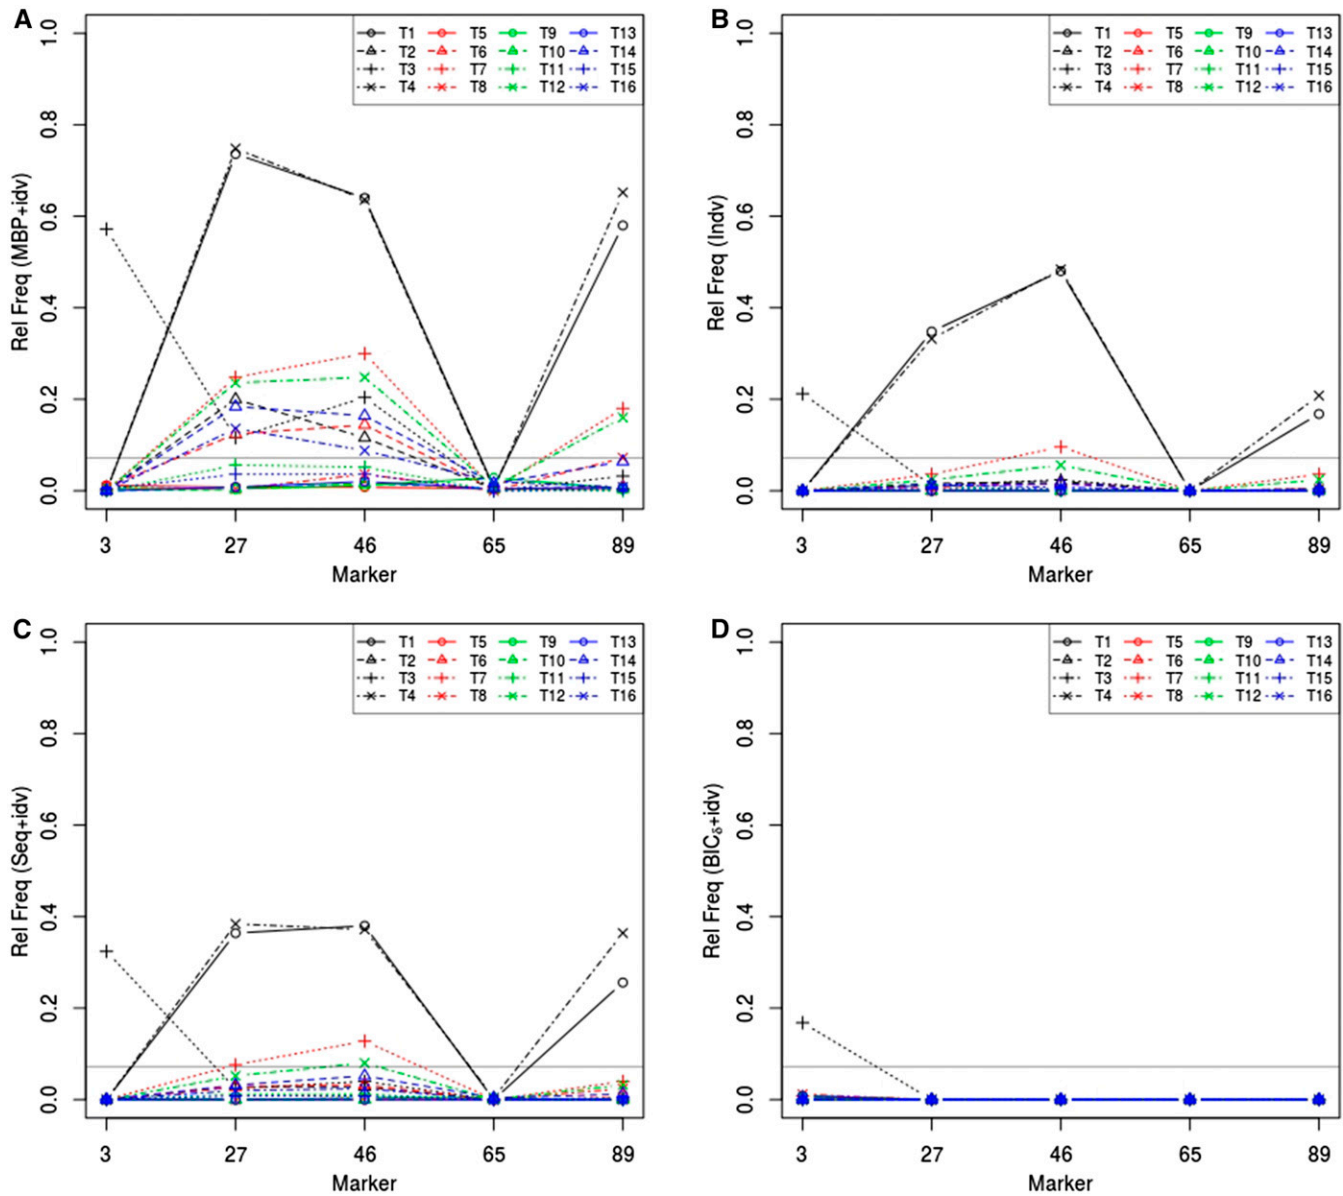 A
Rel Freq (MBP+idv)
1.0
0.8
0.6
0.4
0.2
0.0
T1 T5 T9 T13
T2 T6 T10 T14
T3 T7 T11 T15
T4 T8 T12 T16
3 27 46 65 89
Marker
B
Rel Freq (Indv)
1.0
0.8
0.6
0.4
0.2
0.0
T1 T5 T9 T13
T2 T6 T10 T14
T3 T7 T11 T15
T4 T8 T12 T16
3 27 46 65 89
Marker
C
Rel Freq (Seq+idv)
1.0
0.8
0.6
0.4
0.2
0.0
T1 T5 T9 T13
T2 T6 T10 T14
T3 T7 T11 T15
T4 T8 T12 T16
3 27 46 65 89
Marker
D
Rel Freq (BICδ+idv)
1.0
0.8
0.6
0.4
0.2
0.0
T1 T5 T9 T13
T2 T6 T10 T14
T3 T7 T11 T15
T4 T8 T12 T16
3 27 46 65 89
Marker